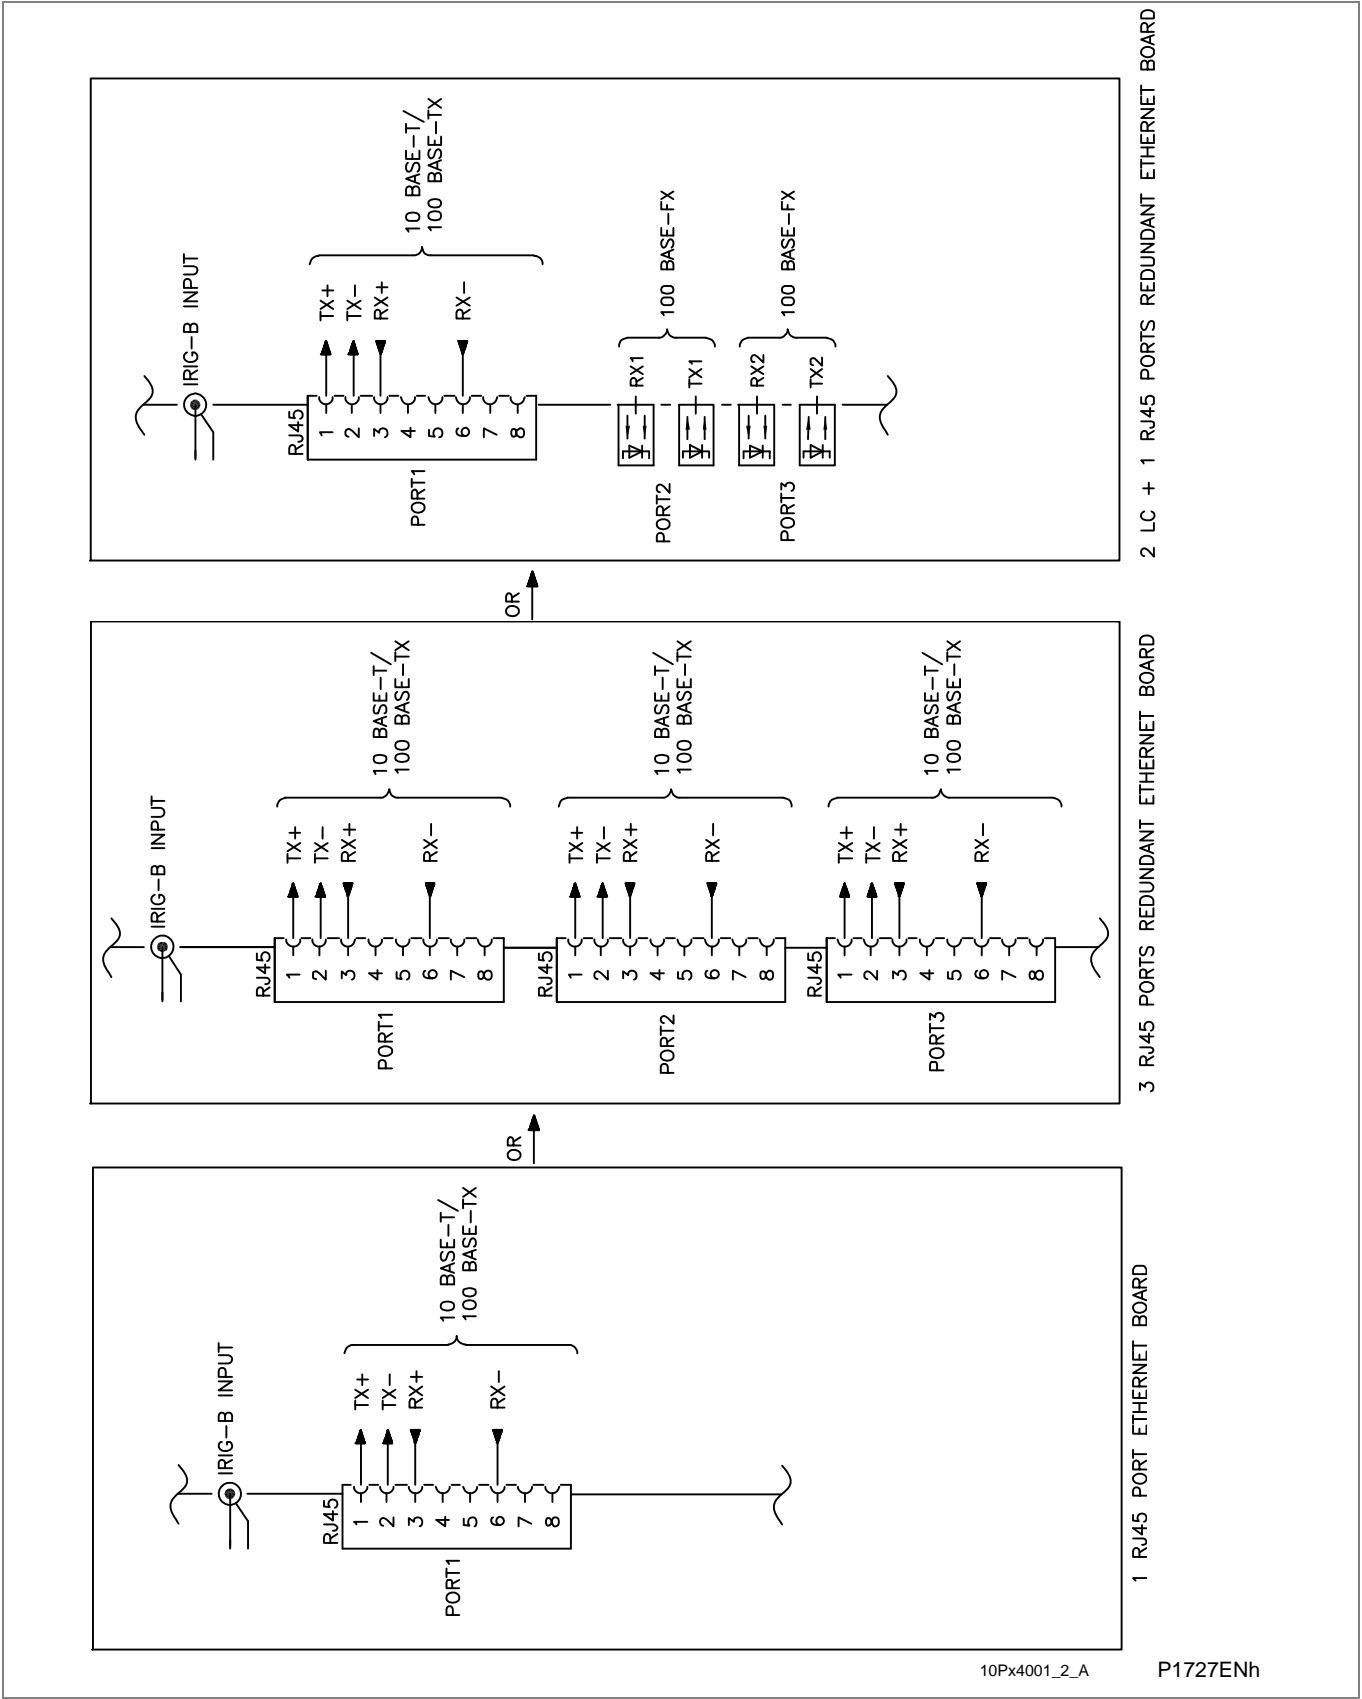 IRIG-B INPUT
RJ45
1
2
3
4
5
6
7
8
TX+
TX-
RX+
RX-
10 BASE-T/
100 BASE-TX
PORT1
1 RJ45 PORT ETHERNET BOARD
OR
IRIG-B INPUT
RJ45
1
2
3
4
5
6
7
8
TX+
TX-
RX+
RX-
10 BASE-T/
100 BASE-TX
PORT1
RJ45
1
2
3
4
5
6
7
8
TX+
TX-
RX+
RX-
10 BASE-T/
100 BASE-TX
PORT2
RJ45
1
2
3
4
5
6
7
8
TX+
TX-
RX+
RX-
10 BASE-T/
100 BASE-TX
PORT3
3 RJ45 PORTS REDUNDANT ETHERNET BOARD
OR
IRIG-B INPUT
RJ45
1
2
3
4
5
6
7
8
TX+
TX-
RX+
RX-
10 BASE-T/
100 BASE-TX
PORT1
RX1
TX1
100 BASE-FX
PORT2
RX2
TX2
100 BASE-FX
PORT3
2 LC + 1 RJ45 PORTS REDUNDANT ETHERNET BOARD
10Px4001_2_A
P1727ENh